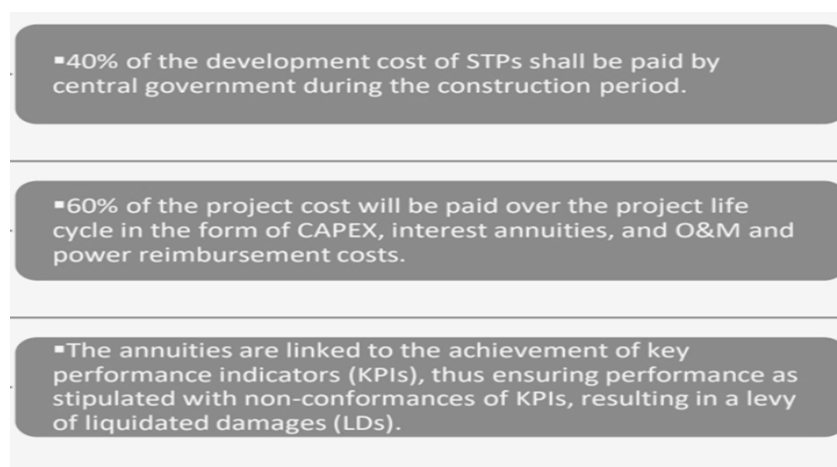 ▪40% of the development cost of STPs shall be paid by
central government during the construction period.
▪60% of the project cost will be paid over the project life
cycle in the form of CAPEX, interest annuities, and O&M and
power reimbursement costs.
▪The annuities are linked to the achievement of key
performance indicators (KPIs), thus ensuring performance as
stipulated with non-conformances of KPIs, resulting in a levy
of liquidated damages (LDs).